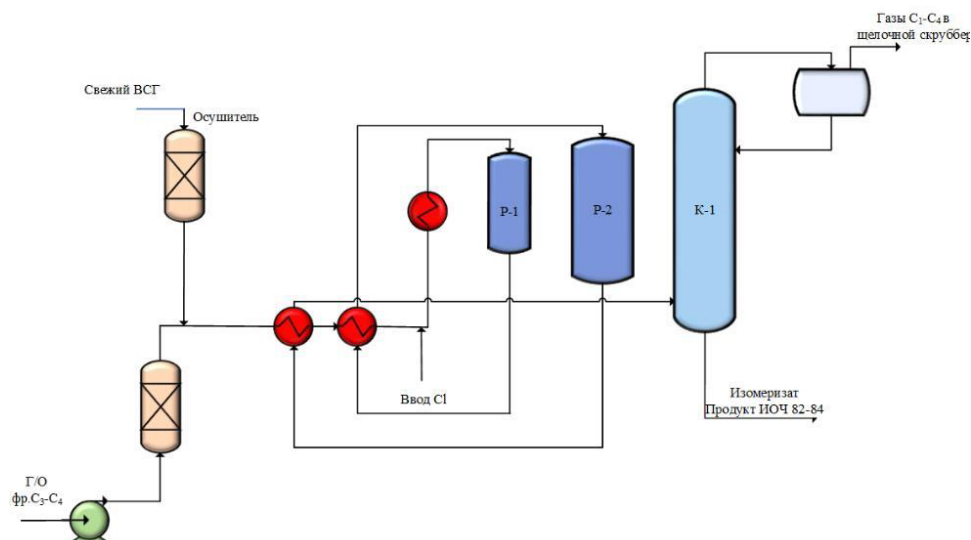 Газы С₁-С₄ в
щелочной скруббер
Свежий ВСГ
Осушитель
Р-1
Р-2
К-1
Ввод Cl
Изомеризат
Продукт ИОЧ 82-84
Г/О
фр.С₃-С₄